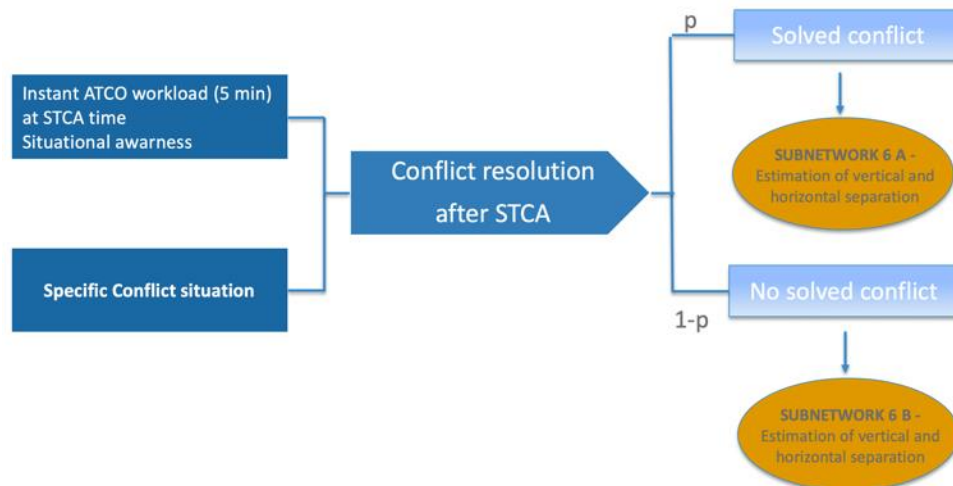 Instant ATCO workload (5 min)
at STCA time
Situational awarness
Specific Conflict situation
Conflict resolution
after STCA
p
Solved conflict
SUBNETWORK 6 A -
Estimation of vertical and
horizontal separation
No solved conflict
1-p
SUBNETWORK 6 B -
Estimation of vertical and
horizontal separation